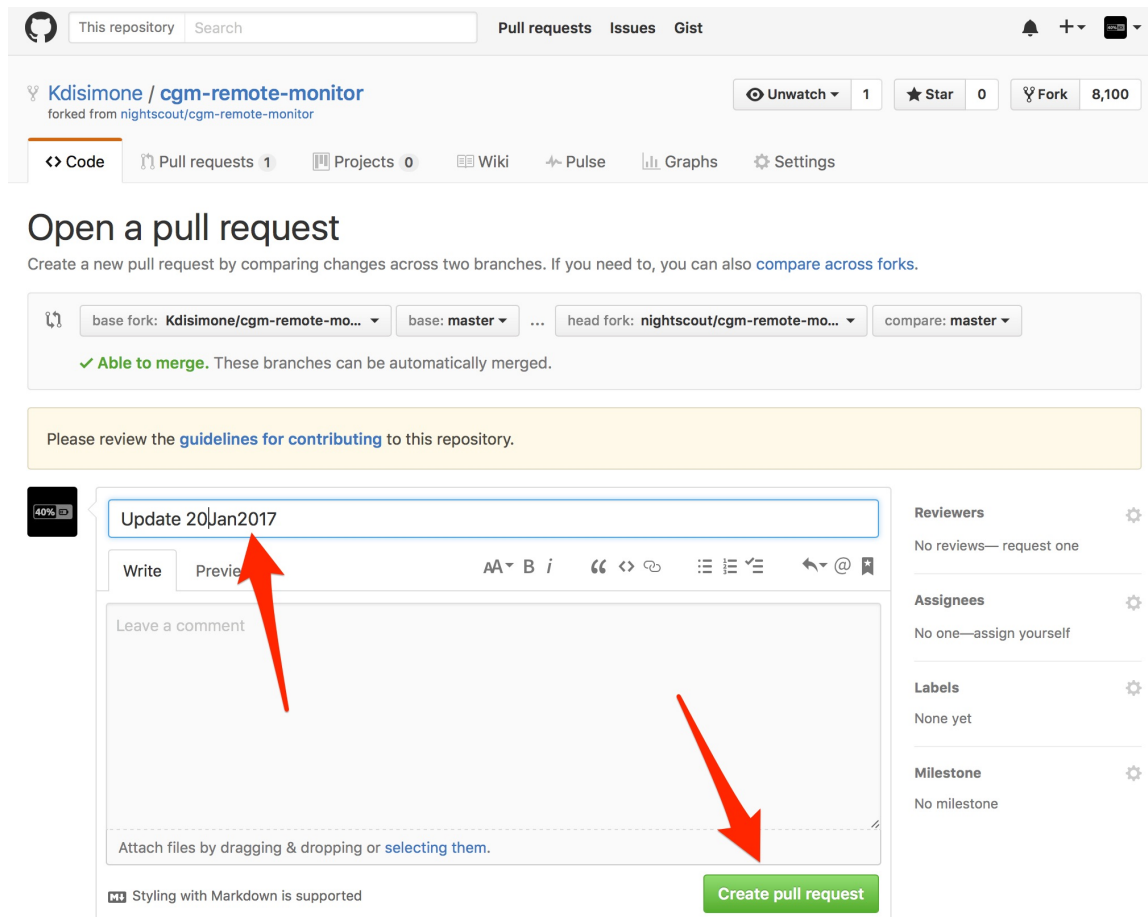 This repository Search Pull requests Issues Gist
Kdisimone / cgm-remote-monitor Unwatch 1 Star 0 Fork 8,100
forked from nightscout/cgm-remote-monitor
<> Code Pull requests 1 Projects 0 Wiki Pulse Graphs Settings
Open a pull request
Create a new pull request by comparing changes across two branches. If you need to, you can also compare across forks.
base fork: Kdisimone/cgm-remote-mo... base: master ... head fork: nightscout/cgm-remote-mo... compare: master
Able to merge. These branches can be automatically merged.
Please review the guidelines for contributing to this repository.
40%
Update 20Jan2017
Write Previe
AA B i “ <> @
Leave a comment
Attach files by dragging & dropping or selecting them.
Styling with Markdown is supported
Create pull request
Reviewers
No reviews— request one
Assignees
No one—assign yourself
Labels
None yet
Milestone
No milestone